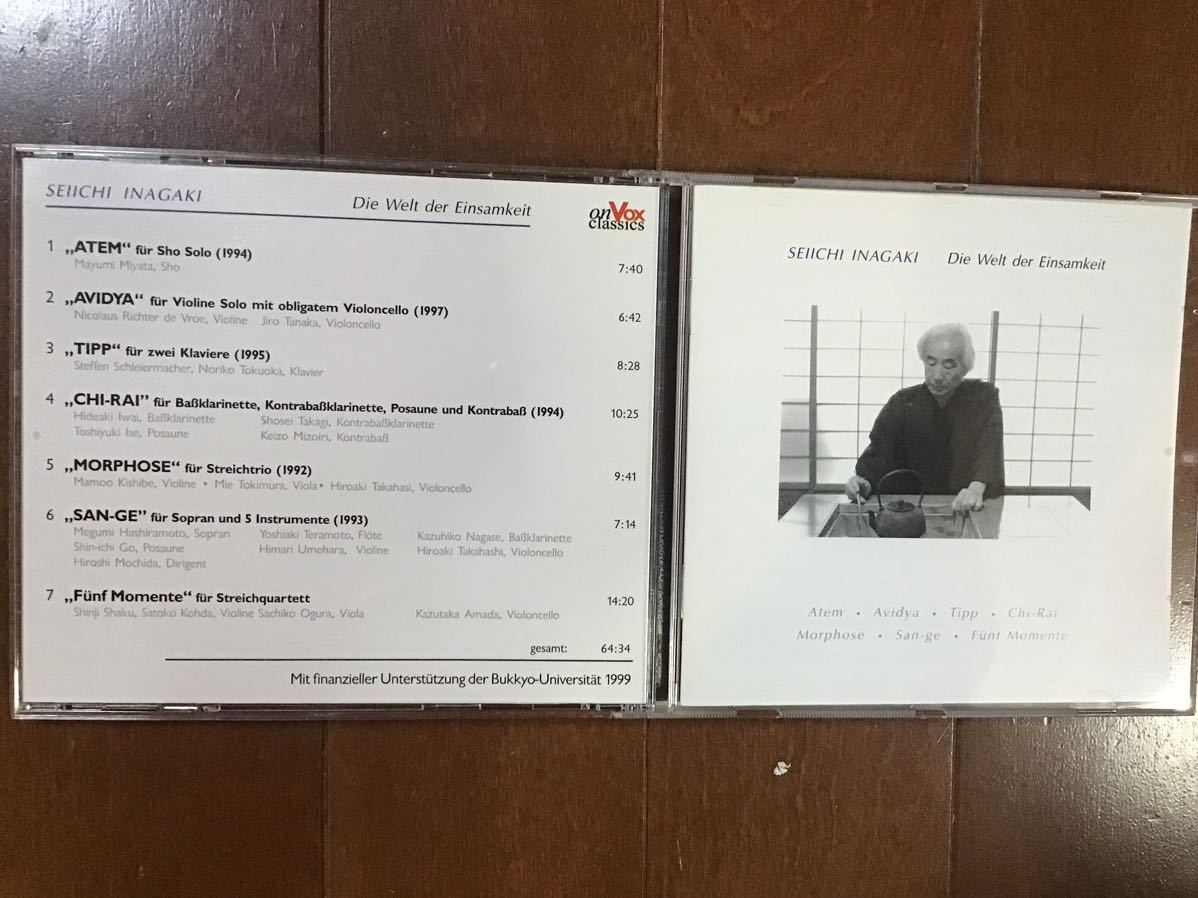 SEIICHI INAGAKI Die Welt der Einsamkeit
onVox classics
1 „ATEM“ für Sho Solo (1994)
Mayumi Miyata, Sho 7:40
2 „AVIDYA“ für Violine Solo mit obligatem Violoncello (1997)
Nicolaus Richter de Vroe, Violine Jiro Tanaka, Violoncello 6:42
3 „TIPP“ für zwei Klaviere (1995)
Steffen Schleiermacher, Noriko Tokuoka, Klavier 8:28
4 „CHI-RAI“ für Baßklarinette, Kontrabaßklarinette, Posaune und Kontrabaß (1994) 10:25
Hideaki Iwai, Baßklarinette Shosei Takagi, Kontrabaßklarinette
Toshiyuki Ise, Posaune Keizo Mizoiri, Kontrabaß
5 „MORPHOSE“ für Streichtrio (1992)
Mamoo Kishibe, Violine • Mie Tokimura, Viola • Hiroaki Takahasi, Violoncello 9:41
6 „SAN-GE“ für Sopran und 5 Instrumente (1993) 7:14
Megumi Hashiramoto, Sopran Yoshiaki Teramoto, Flöte Kazuhiko Nagase, Baßklarinette
Shin-ichi Go, Posaune Himari Umehara, Violine Hiroaki Takahashi, Violoncello
Hiroshi Mochida, Dirigent
7 „Fünf Momente“ für Streichquartett 14:20
Shinji Shaku, Satoko Kohda, Violine Sachiko Ogura, Viola Kazutaka Amada, Violoncello
gesamt: 64:34
Mit finanzieller Unterstützung der Bukkyo-Universität 1999
SEIICHI INAGAKI Die Welt der Einsamkeit
Atem • Avidya • Tipp • Chi-Rai
Morphose • San-ge • Fünf Momente